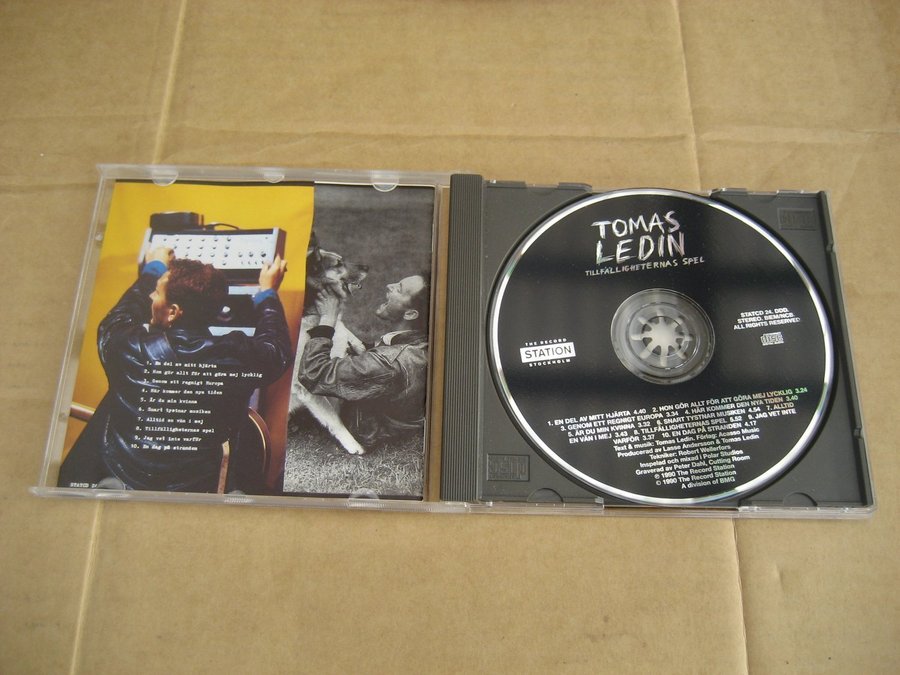 1. En del av mitt hjärta
2. Hon gör allt för att göra mej lycklig
3. Genom ett regnigt Europa
4. Här kommer den nya tiden
5. Är du min kvinna
6. Snart tystnar musiken
7. Alltid en vän i mej
8. Tillfälligheternas spel
9. Jag vet inte varför
10. En dag på stranden
STATCD
TOMAS
LEDIN
TILLFÄLLIGHETERNAS SPEL
THE RECORD
STATION
STOCKHOLM
STATCD 24. DDD.
STEREO. BIEM/NCB.
ALL RIGHTS RESERVED
1. EN DEL AV MITT HJÄRTA 4.40 2. HON GÖR ALLT FÖR ATT GÖRA MEJ LYCKLIG 3.24
3. GENOM ETT REGNIGT EUROPA 3.34 4. HÄR KOMMER DEN NYA TIDEN 3.40
5. ÄR DU MIN KVINNA 3.32 6. SNART TYSTNAR MUSIKEN 4.50 7. ALLTID
EN VÄN I MEJ 3.43 8. TILLFÄLLIGHETERNAS SPEL 5.52 9. JAG VET INTE
VARFÖR 3.37 10. EN DAG PÅ STRANDEN 4.17
Text & musik: Tomas Ledin. Förlag: Acasso Music
Producerad av Lasse Andersson & Tomas Ledin
Tekniker: Robert Wellerfors
Inspelad och mixad i Polar Studios
Graverad av Peter Dahl, Cutting Room
℗ 1990 The Record Station
© 1990 The Record Station
A division of BMG